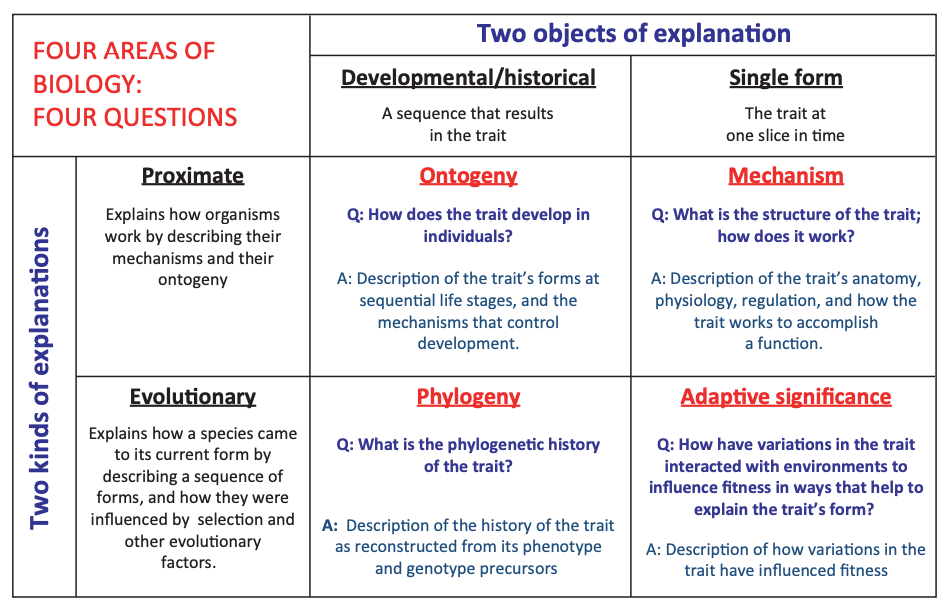 FOUR AREAS OF
BIOLOGY:
FOUR QUESTIONS
Two objects of explanation
Developmental/historical
A sequence that results
in the trait
Single form
The trait at
one slice in time
Two kinds of explanations
Proximate
Explains how organisms
work by describing their
mechanisms and their
ontogeny
Ontogeny
Q: How does the trait develop in
individuals?
A: Description of the trait's forms at
sequential life stages, and the
mechanisms that control
development.
Mechanism
Q: What is the structure of the trait;
how does it work?
A: Description of the trait's anatomy,
physiology, regulation, and how the
trait works to accomplish
a function.
Evolutionary
Explains how a species came
to its current form by
describing a sequence of
forms, and how they were
influenced by selection and
other evolutionary
factors.
Phylogeny
Q: What is the phylogenetic history
of the trait?
A: Description of the history of the trait
as reconstructed from its phenotype
and genotype precursors
Adaptive significance
Q: How have variations in the trait
interacted with environments to
influence fitness in ways that help to
explain the trait's form?
A: Description of how variations in the
trait have influenced fitness